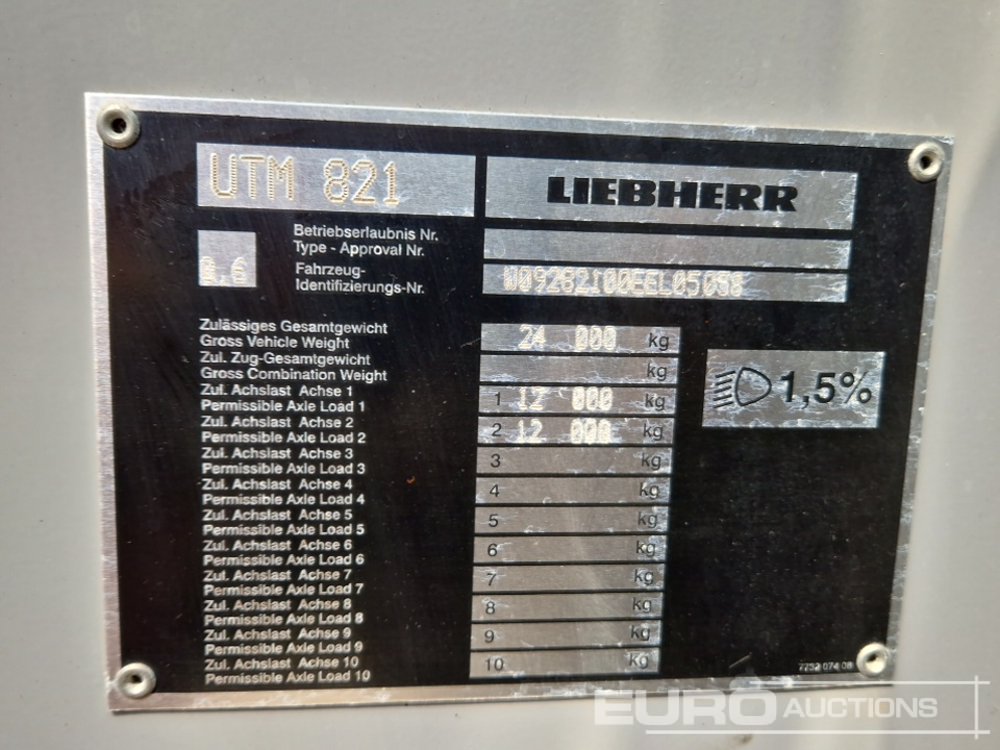 UTM 821
LIEBHERR
Betriebserlaubnis Nr.
Type - Approval Nr.
Fahrzeug-
Identifizierungs-Nr.
Zulässiges Gesamtgewicht
Gross Vehicle Weight 24 000 kg
Zul. Zug-Gesamtgewicht
Gross Combination Weight kg
Zul. Achslast Achse 1
Permissible Axle Load 1 1 12 000 kg
Zul. Achslast Achse 2
Permissible Axle Load 2 2 12 000 kg
Zul. Achslast Achse 3
Permissible Axle Load 3 3 kg
Zul. Achslast Achse 4
Permissible Axle Load 4 4 kg
Zul. Achslast Achse 5
Permissible Axle Load 5 5 kg
Zul. Achslast Achse 6
Permissible Axle Load 6 6 kg
Zul. Achslast Achse 7
Permissible Axle Load 7 7 kg
Zul. Achslast Achse 8
Permissible Axle Load 8 8 kg
Zul. Achslast Achse 9
Permissible Axle Load 9 9 kg
Zul. Achslast Achse 10
Permissible Axle Load 10 10 kg
1,5%
7252 074 08
EURO AUCTIONS